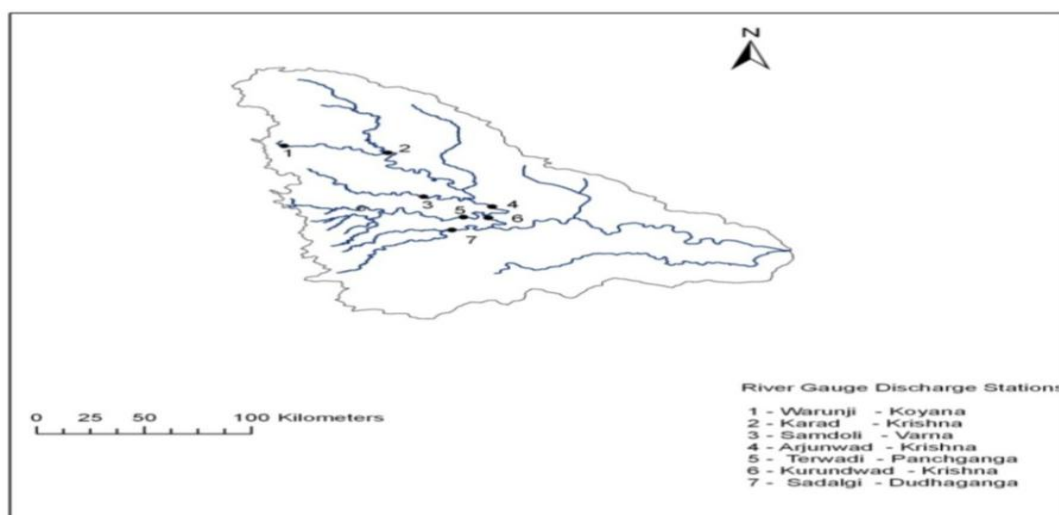 N
1
2
3
4
5
6
7
0 25 50 100 Kilometers
River Gauge Discharge Stations
1 - Warunji - Koyana
2 - Karad - Krishna
3 - Samdoli - Varna
4 - Arjunwad - Krishna
5 - Terwadi - Panchganga
6 - Kurundwad - Krishna
7 - Sadalgi - Dudhaganga